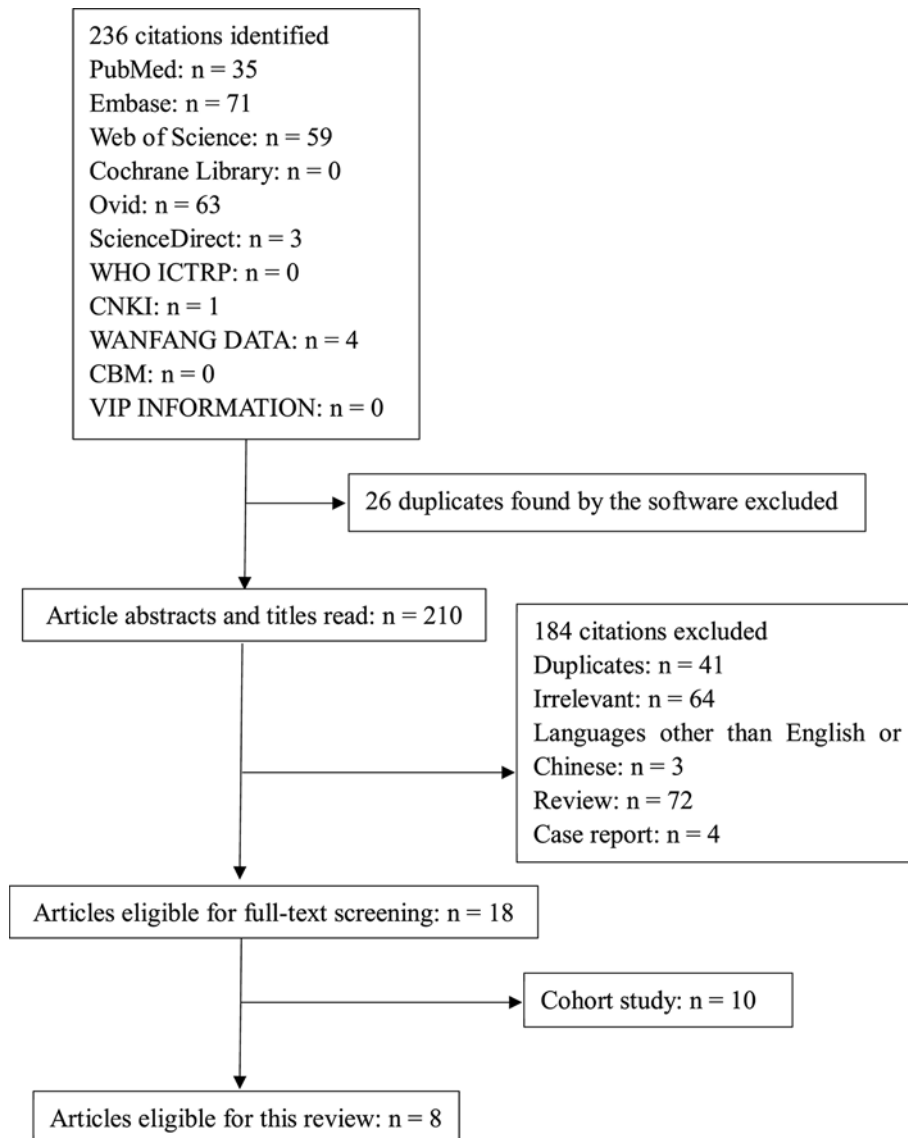 236 citations identified
PubMed: n = 35
Embase: n = 71
Web of Science: n = 59
Cochrane Library: n = 0
Ovid: n = 63
ScienceDirect: n = 3
WHO ICTRP: n = 0
CNKI: n = 1
WANFANG DATA: n = 4
CBM: n = 0
VIP INFORMATION: n = 0
26 duplicates found by the software excluded
Article abstracts and titles read: n = 210
184 citations excluded
Duplicates: n = 41
Irrelevant: n = 64
Languages other than English or
Chinese: n = 3
Review: n = 72
Case report: n = 4
Articles eligible for full-text screening: n = 18
Cohort study: n = 10
Articles eligible for this review: n = 8